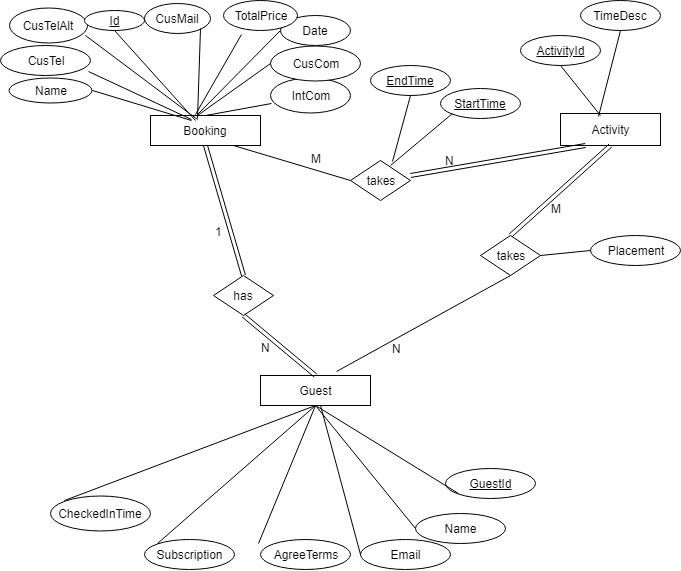 CusTelAlt
Id
CusMail
TotalPrice
Date
CusTel
CusCom
Name
IntCom
TimeDesc
ActivityId
EndTime
StartTime
Booking
Activity
M
N
takes
M
1
takes
Placement
has
N
N
Guest
GuestId
CheckedInTime
Name
Subscription
AgreeTerms
Email